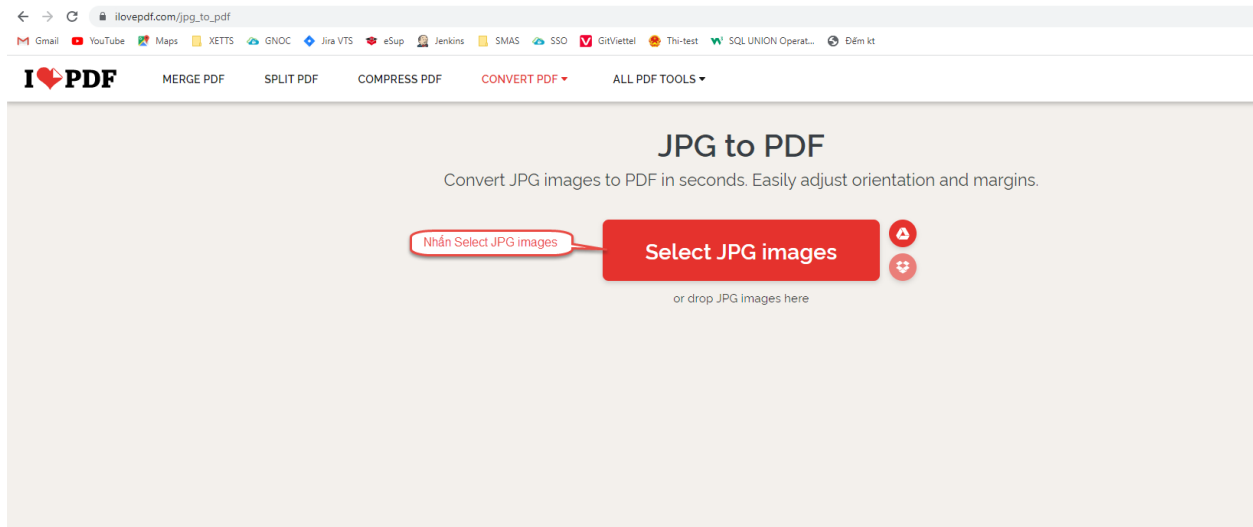 ilovepdf.com/jpg_to_pdf
Gmail YouTube Maps XETTS GNOC Jira VTS eSup Jenkins SMAS SSO GitViettel Thi-test SQL UNION Operat... Đếm kt
I PDF MERGE PDF SPLIT PDF COMPRESS PDF CONVERT PDF ALL PDF TOOLS
JPG to PDF
Convert JPG images to PDF in seconds. Easily adjust orientation and margins.
Nhấn Select JPG images
Select JPG images
or drop JPG images here